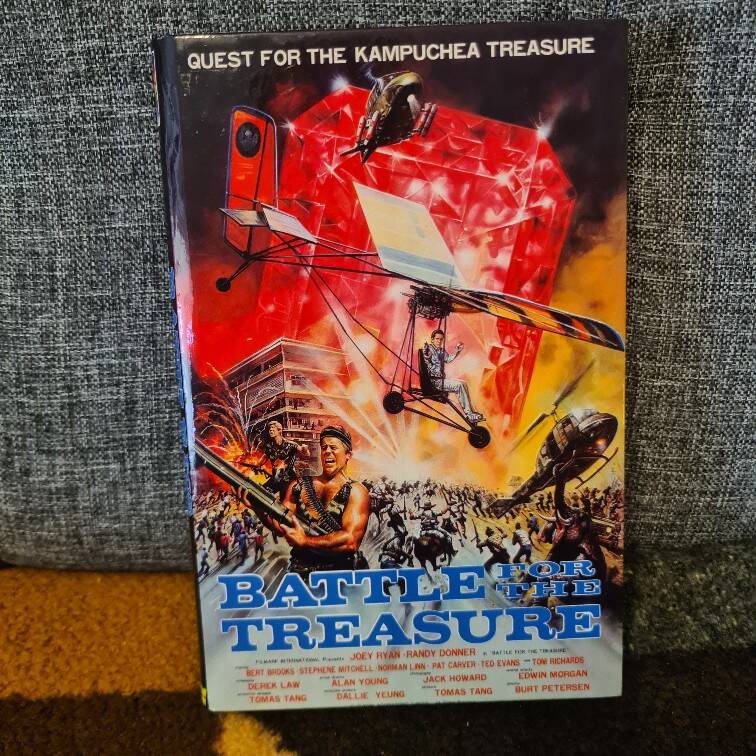 QUEST FOR THE KAMPUCHEA TREASURE
BATTLE FOR THE
TREASURE
FILMARK INTERNATIONAL Presents JOEY RYAN · RANDY DONNER in "BATTLE FOR THE TREASURE"
BERT BROOKS · STEPHENE MITCHELL · NORMAN LINN · PAT CARVER · TED EVANS and TOM RICHARDS
DEREK LAW ALAN YOUNG JACK HOWARD EDWIN MORGAN
TOMAS TANG DALLIE YEUNG TOMAS TANG BURT PETERSEN